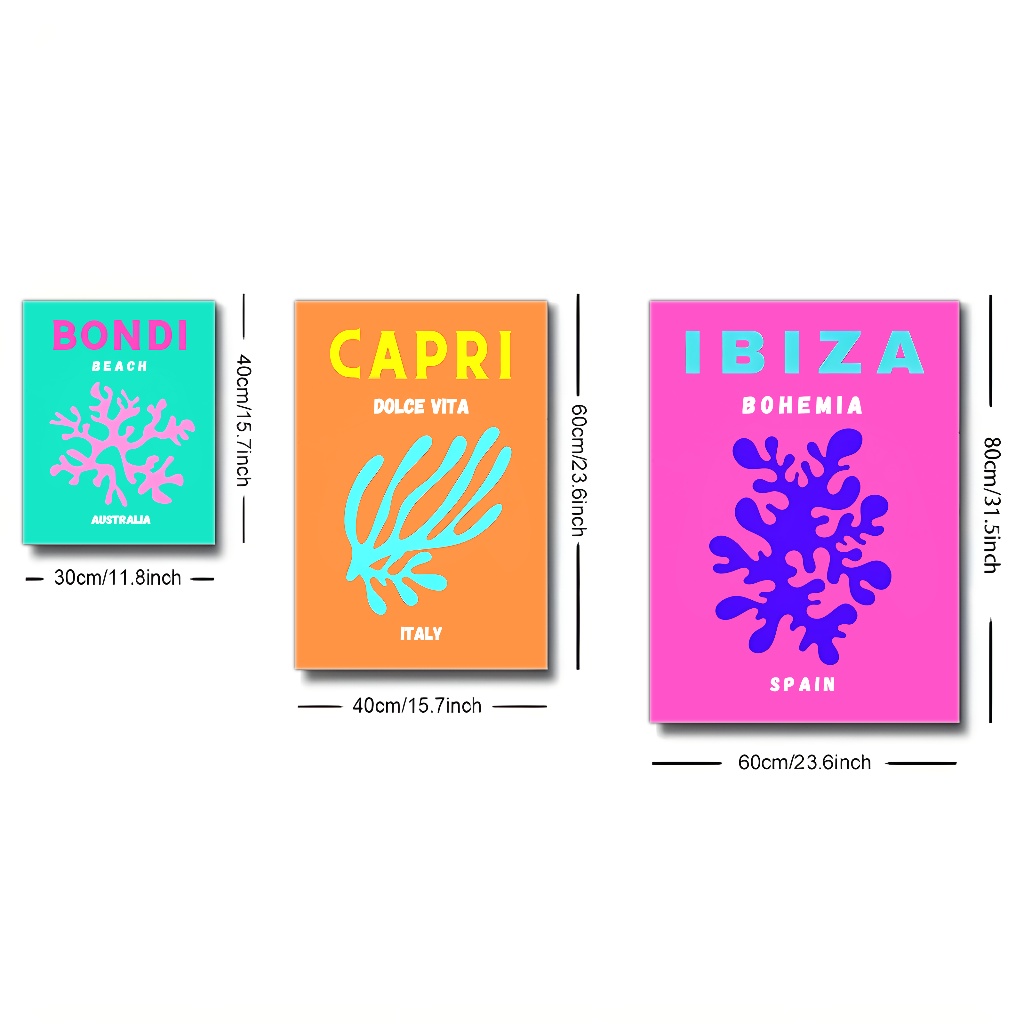 BONDI
BEACH
AUSTRALIA
40cm/15.7inch
30cm/11.8inch
CAPRI
DOLCE VITA
ITALY
60cm/23.6inch
40cm/15.7inch
IBIZA
BOHEMIA
SPAIN
80cm/31.5inch
60cm/23.6inch